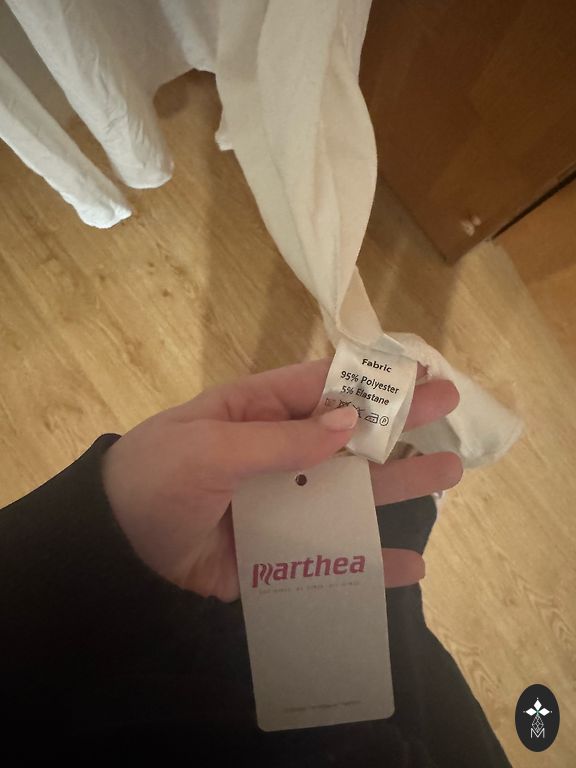 Fabric
95% Polyester
5% Elastane
P
parthea